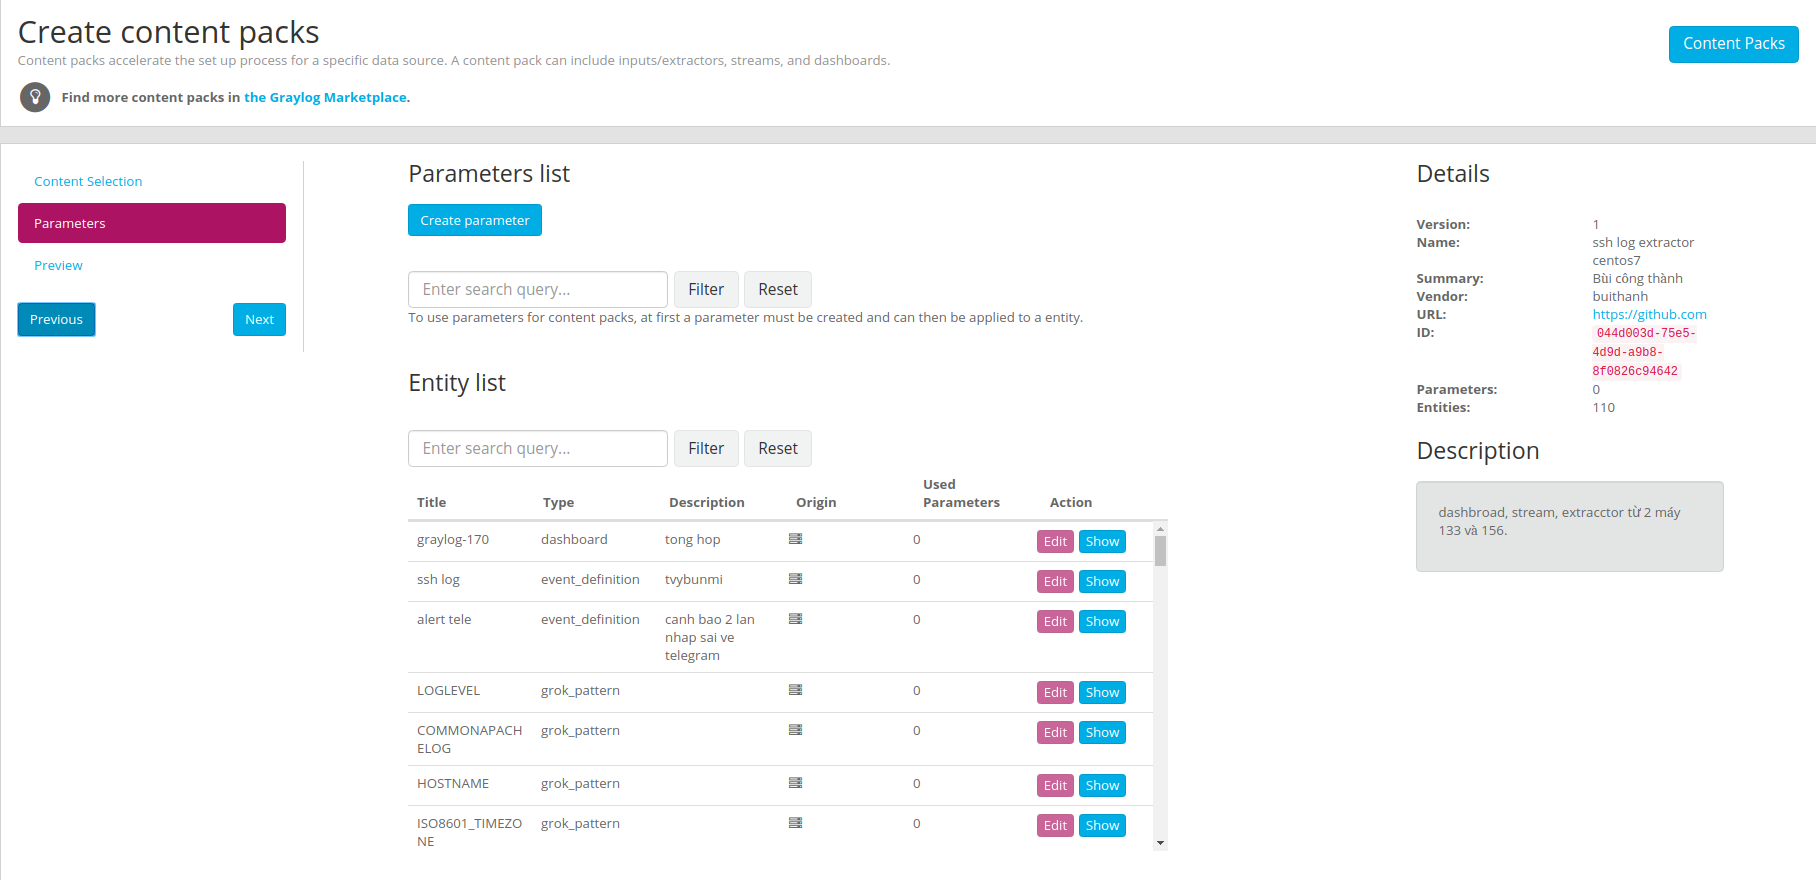 Create content packs
Content Packs
Content packs accelerate the set up process for a specific data source. A content pack can include inputs/extractors, streams, and dashboards.
Find more content packs in the Graylog Marketplace.
Content Selection
Parameters
Preview
Previous
Next
Parameters list
Create parameter
Enter search query...
Filter
Reset
To use parameters for content packs, at first a parameter must be created and can then be applied to a entity.
Entity list
Enter search query...
Filter
Reset
Title Type Description Origin Used Parameters Action
graylog-170 dashboard tong hop 0 Edit Show
ssh log event_definition tvybunmi 0 Edit Show
alert tele event_definition canh bao 2 lan 0 Edit Show
nhap sai ve
telegram
LOGLEVEL grok_pattern 0 Edit Show
COMMONAPACH grok_pattern 0 Edit Show
ELOG
HOSTNAME grok_pattern 0 Edit Show
ISO8601_TIMEZO grok_pattern 0 Edit Show
NE
Details
Version: 1
Name: ssh log extractor
centos7
Summary: Bùi công thành
Vendor: buithanh
URL: https://github.com
ID: 044d003d-75e5-
4d9d-a9b8-
8f0826c94642
Parameters: 0
Entities: 110
Description
dashbroad, stream, extracctor từ 2 máy
133 và 156.